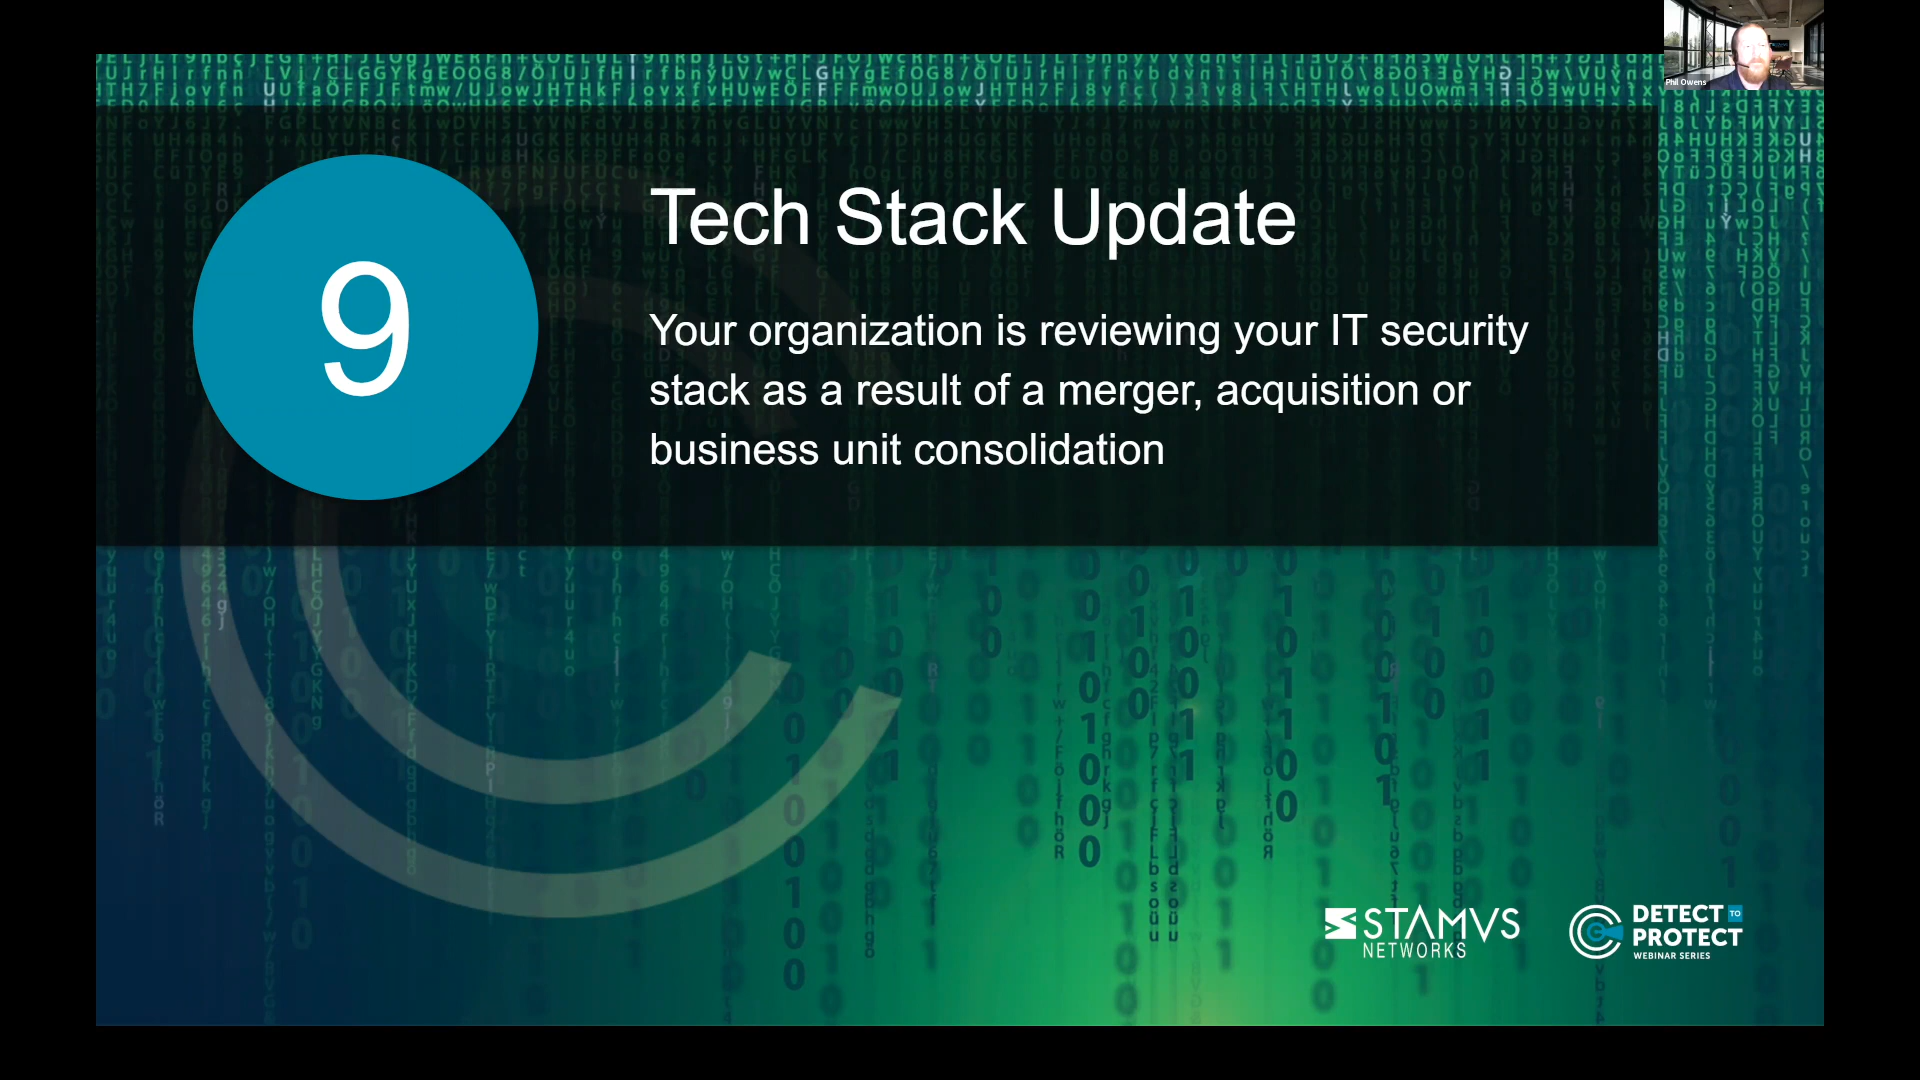 Phil Owens
9
Tech Stack Update
Your organization is reviewing your IT security
stack as a result of a merger, acquisition or
business unit consolidation
STAMVS
NETWORKS
DETECT TO
PROTECT
WEBINAR SERIES